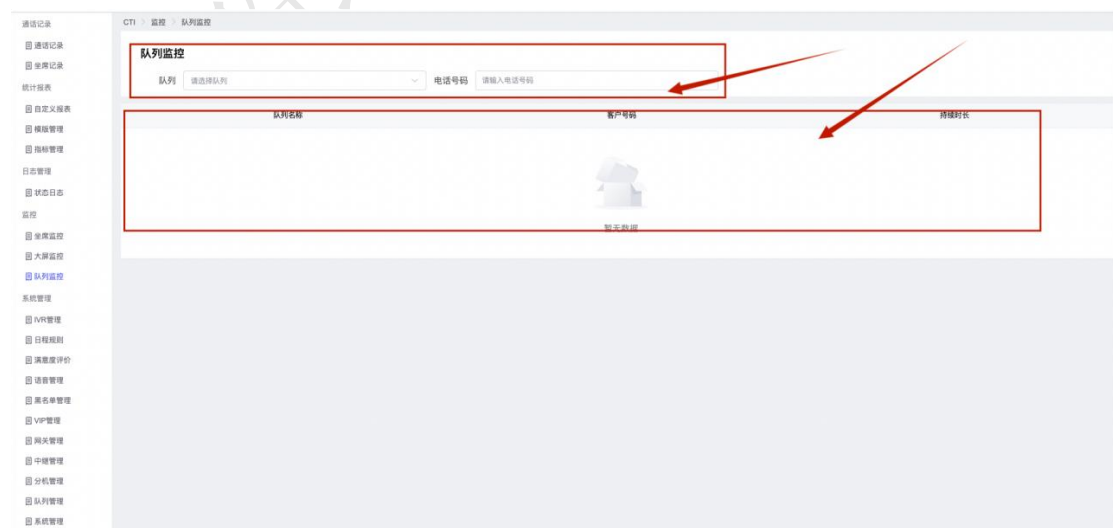 通话记录
通话记录
坐席记录
统计报表
自定义报表
模版管理
指标管理
日志管理
状态日志
监控
坐席监控
大屏监控
队列监控
系统管理
IVR管理
日程规则
满意度评价
语音管理
黑名单管理
VIP管理
网关管理
中继管理
分机管理
队列管理
系统管理
CTI > 监控 > 队列监控
队列监控
队列 请选择队列 电话号码 请输入电话号码
队列名称 客户号码 持续时长
暂无数据